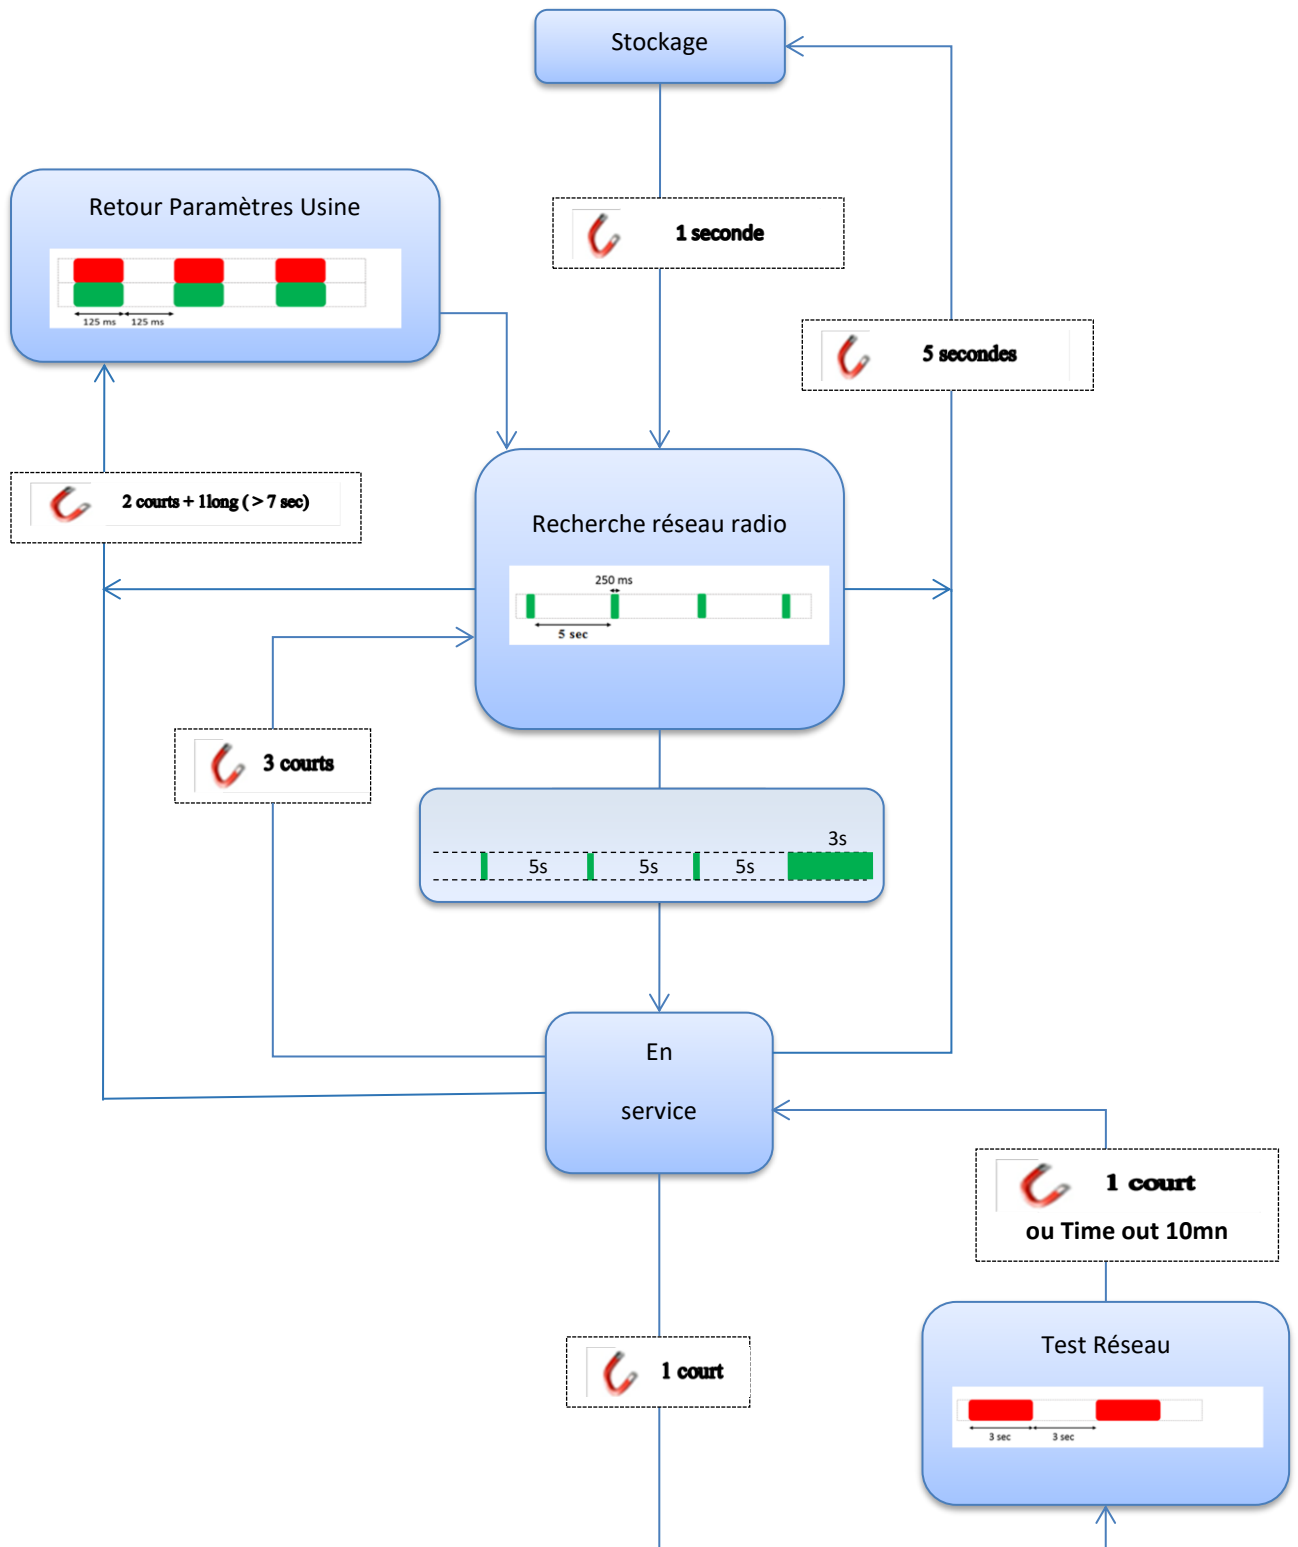 Stockage
Retour Paramètres Usine
125 ms 125 ms
1 seconde
5 secondes
2 courts + 1long ( > 7 sec)
Recherche réseau radio
250 ms
5 sec
3 courts
3s
5s 5s 5s
En
service
1 court
ou Time out 10mn
1 court
Test Réseau
3 sec 3 sec